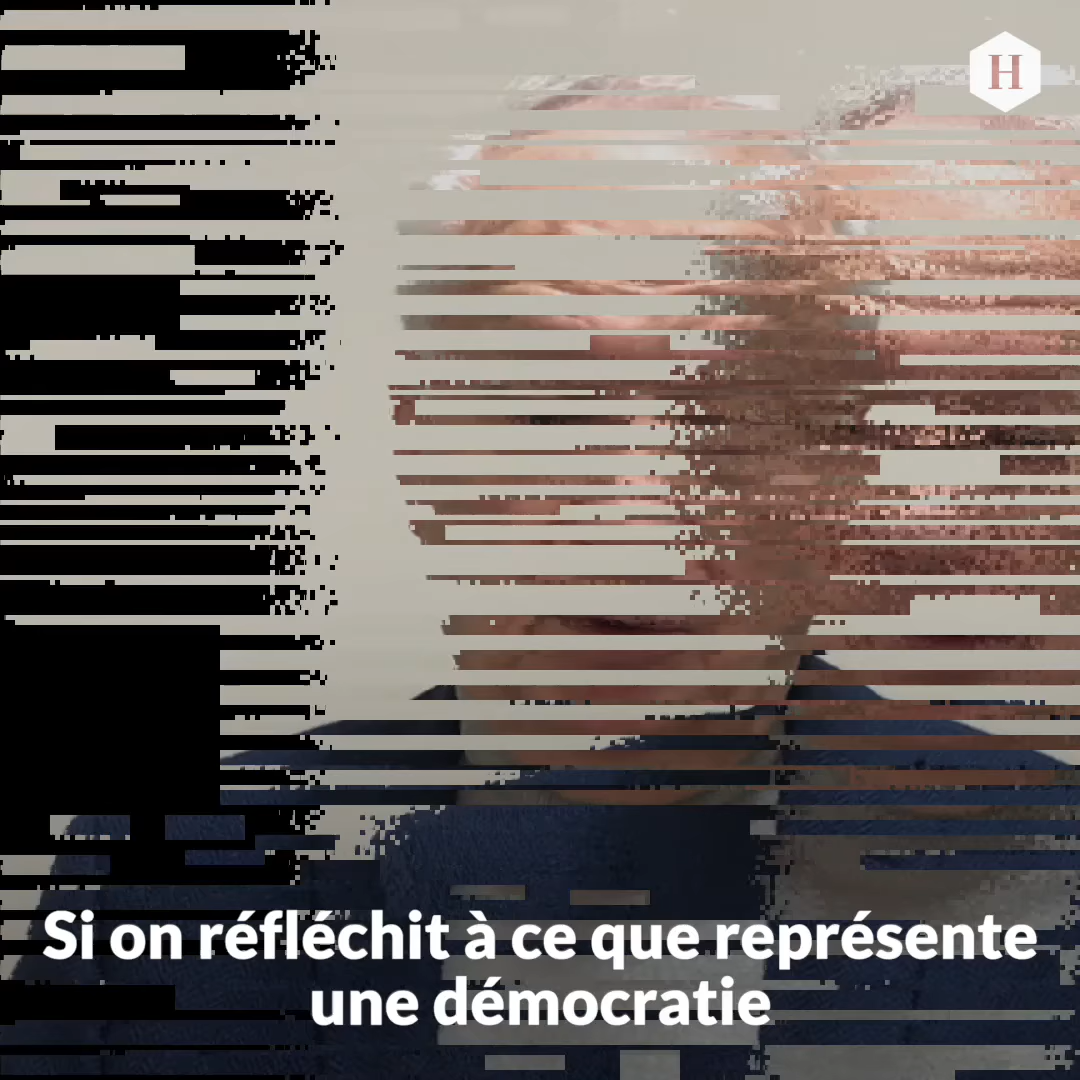 H
Si on réfléchit à ce que représente
une démocratie